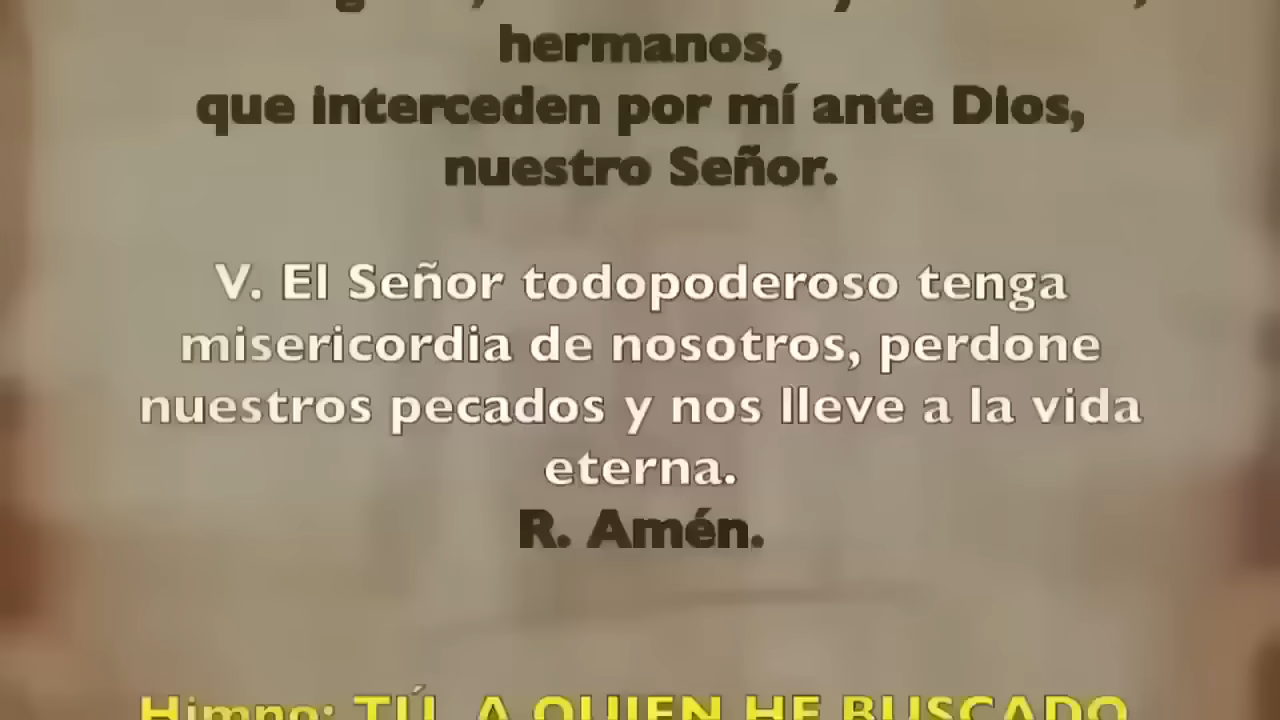 hermanos,
que interceden por mí ante Dios,
nuestro Señor.
V. El Señor todopoderoso tenga
misericordia de nosotros, perdone
nuestros pecados y nos lleve a la vida
eterna.
R. Amén.
Himno: TÚ, A QUIEN HE BUSCADO